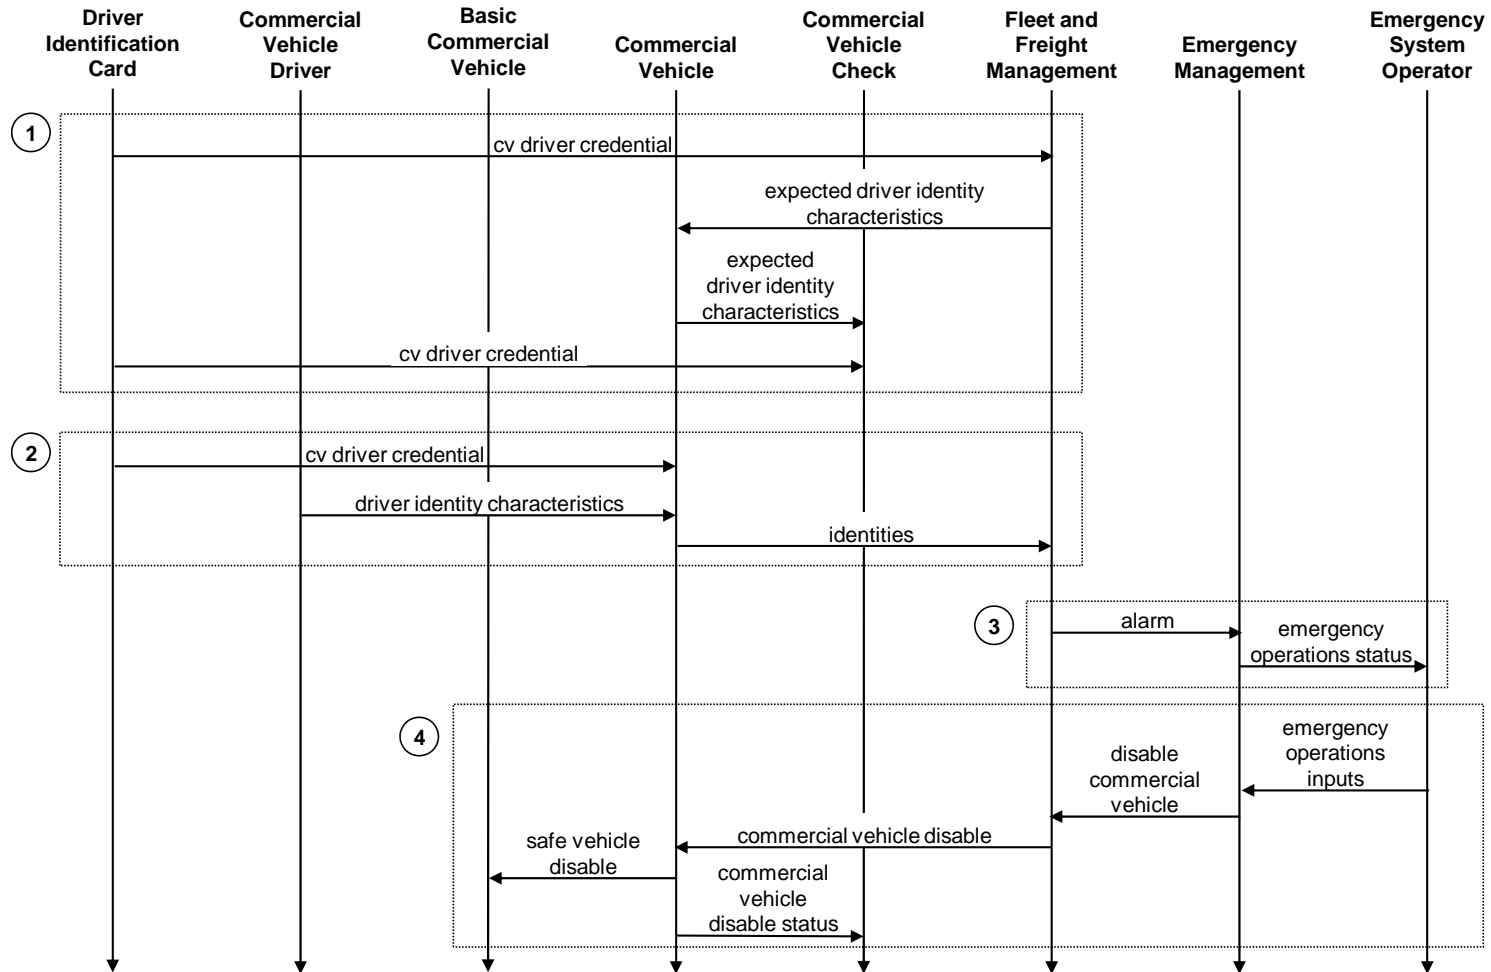 Driver
Identification
Card
Commercial
Vehicle
Driver
Basic
Commercial
Vehicle
Commercial
Vehicle
Commercial
Vehicle
Check
Fleet and
Freight
Management
Emergency
Management
Emergency
System
Operator
1
cv driver credential
expected driver identity
characteristics
expected
driver identity
characteristics
cv driver credential
2
cv driver credential
driver identity characteristics
identities
3
alarm
emergency
operations status
4
emergency
operations
inputs
disable
commercial
vehicle
commercial vehicle disable
safe vehicle
disable
commercial
vehicle
disable status